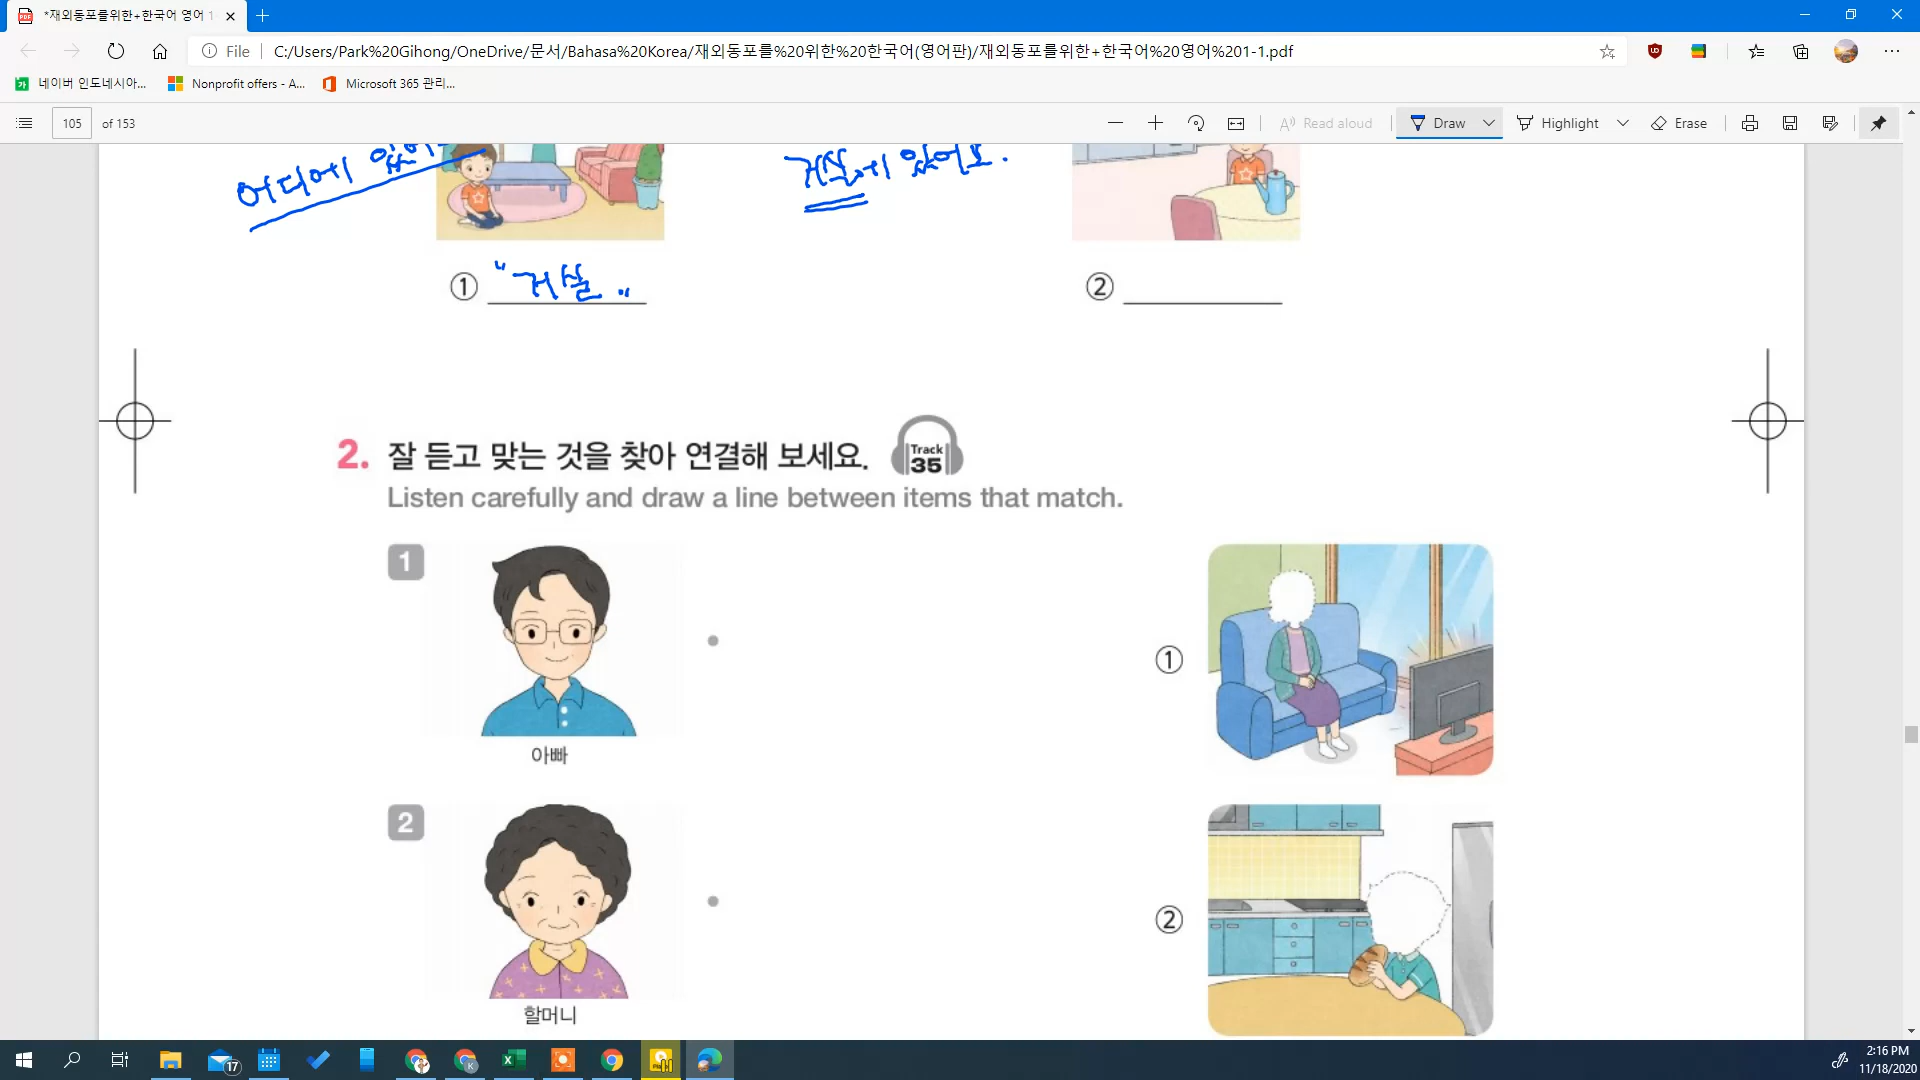 *재외동포를위한+한국어 영어 1
File
C:/Users/Park%20Gihong/OneDrive/문서/Bahasa%20Korea/재외동포를%20위한%20한국어(영어판)/재외동포를위한+한국어%20영어%201-1.pdf
네이버 인도네시아... Nonprofit offers - A... Microsoft 365 관리...
105 of 153 Read aloud Draw Highlight Erase
어디에 있어
거실에 있어요.
① "거실"
②
2. 잘 듣고 맞는 것을 찾아 연결해 보세요. Track 35
Listen carefully and draw a line between items that match.
1
아빠
①
2
할머니
②
17
2:16 PM
11/18/2020